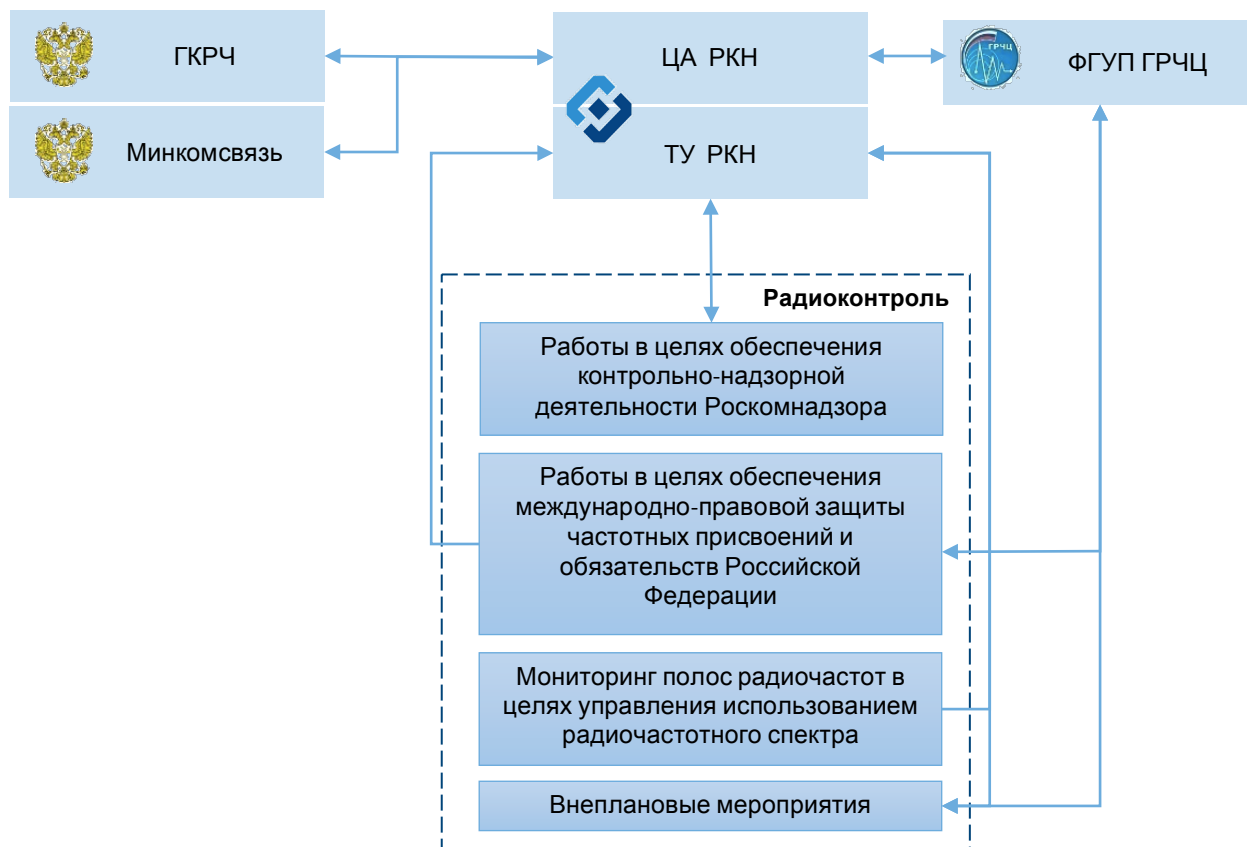 ГКРЧ
ЦА РКН
ГРЧЦ
ФГУП ГРЧЦ
Минкомсвязь
ТУ РКН
Радиоконтроль
Работы в целях обеспечения
контрольно-надзорной
деятельности Роскомнадзора
Работы в целях обеспечения
международно-правовой защиты
частотных присвоений и
обязательств Российской
Федерации
Мониторинг полос радиочастот в
целях управления использованием
радиочастотного спектра
Внеплановые мероприятия